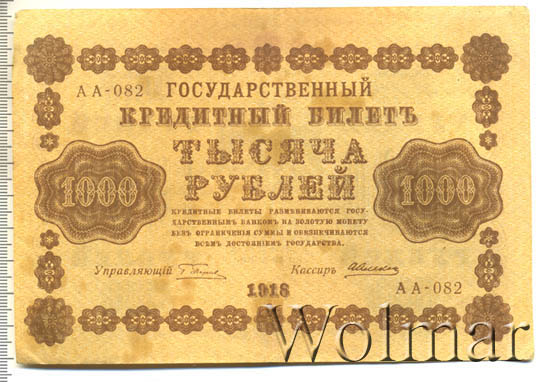 АА-082
ГОСУДАРСТВЕННЫЙ
КРЕДИТНЫЙ БИЛЕТЪ
ТЫСЯЧА
РУБЛЕЙ
1000
1000
КРЕДИТНЫЕ БИЛЕТЫ РАЗМѢНИВАЮТСЯ ГОСУ-
ДАРСТВЕННЫМЪ БАНКОМЪ НА ЗОЛОТУЮ МОНЕТУ
БЕЗЪ ОГРАНИЧЕНІЯ СУММЫ И ОБЕЗПЕЧИВАЮТСЯ
ВСѢМЪ ДОСТОЯНІЕМЪ ГОСУДАРСТВА.
Управляющій
Кассиръ
1918
АА-082
Wolmar